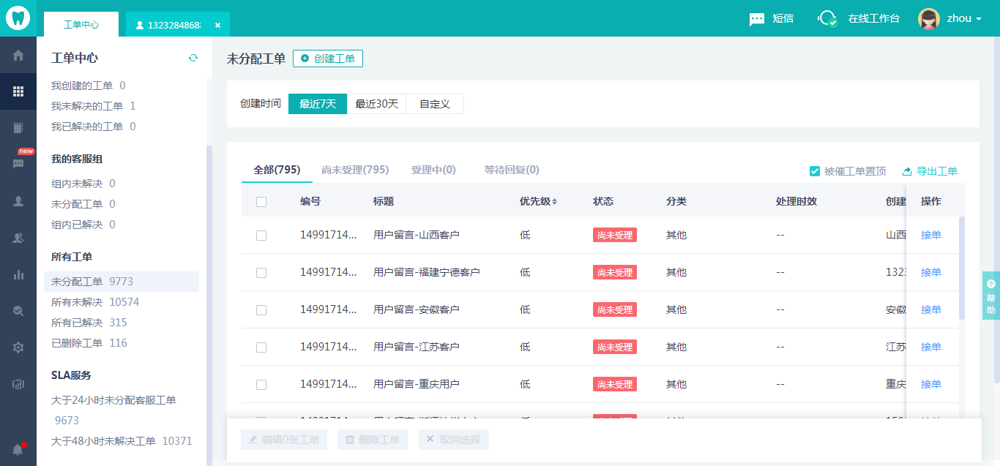 工单中心
1323284868
短信
在线工作台
zhou
工单中心
我创建的工单 0
我未解决的工单 1
我已解决的工单 0
new
我的客服组
组内未解决 0
未分配工单 0
组内已解决 0
所有工单
未分配工单 9773
所有未解决 10574
所有已解决 315
已删除工单 116
SLA服务
大于24小时未分配客服工单
9673
大于48小时未解决工单 10371
未分配工单 创建工单
创建时间 最近7天 最近30天 自定义
全部(795) 尚未受理(795) 受理中(0) 等待回复(0)
被催工单置顶 导出工单
编号 标题 优先级 状态 分类 处理时效 创建 操作
14991714... 用户留言-山西客户 低 尚未受理 其他 -- 山西 接单
14991714... 用户留言-福建宁德客户 低 尚未受理 其他 -- 132 接单
14991714... 用户留言-安徽客户 低 尚未受理 其他 -- 安徽 接单
14991714... 用户留言-江苏客户 低 尚未受理 其他 -- 江苏 接单
14991714... 用户留言-重庆用户 低 尚未受理 其他 -- 重庆 接单
编辑0张工单 删除工单 取消选择
帮助